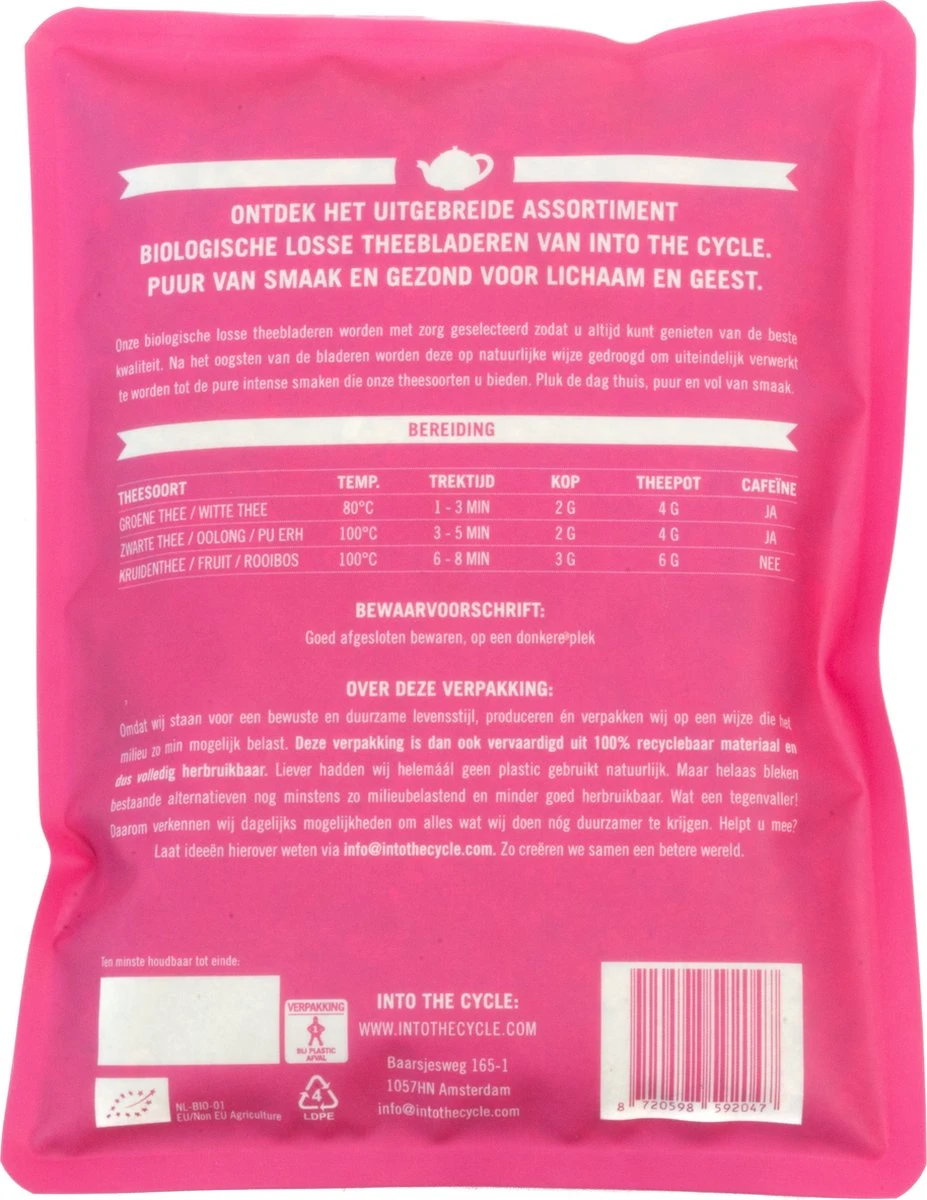 ONTDEK HET UITGEBREIDE ASSORTIMENT
BIOLOGISCHE LOSSE THEEBLADEREN VAN INTO THE CYCLE.
PUUR VAN SMAAK EN GEZOND VOOR LICHAAM EN GEEST.
Onze biologische losse theebladeren worden met zorg geselecteerd zodat u altijd kunt genieten van de beste
kwaliteit. Na het oogsten van de bladeren worden deze op natuurlijke wijze gedroogd om uiteindelijk verwerkt
te worden tot de pure intense smaken die onze theesoorten u bieden. Pluk de dag thuis, puur en vol van smaak.
BEREIDING
THEESOORT TEMP. TREKTIJD KOP THEEPOT CAFEÏNE
GROENE THEE / WITTE THEE 80°C 1 - 3 MIN 2 G 4 G JA
ZWARTE THEE / OOLONG / PU ERH 100°C 3 - 5 MIN 2 G 4 G JA
KRUIDENTHEE / FRUIT / ROOIBOS 100°C 6 - 8 MIN 3 G 6 G NEE
BEWAARVOORSCHRIFT:
Goed afgesloten bewaren, op een donkere plek
OVER DEZE VERPAKKING:
Omdat wij staan voor een bewuste en duurzame levensstijl, produceren én verpakken wij op een wijze die het
milieu zo min mogelijk belast. Deze verpakking is dan ook vervaardigd uit 100% recyclebaar materiaal en
dus volledig herbruikbaar. Liever hadden wij helemáál geen plastic gebruikt natuurlijk. Maar helaas bleken
bestaande alternatieven nog minstens zo milieubelastend en minder goed herbruikbaar. Wat een tegenvaller!
Daarom verkennen wij dagelijks mogelijkheden om alles wat wij doen nóg duurzamer te krijgen. Helpt u mee?
Laat ideeën hierover weten via info@intothecycle.com. Zo creëren we samen een betere wereld.
Ten minste houdbaar tot einde:
VERPAKKING
1
BIJ PLASTIC
AFVAL
NL-BIO-01
EU/Non EU Agriculture
4
LDPE
INTO THE CYCLE:
WWW.INTOTHECYCLE.COM
Baarsjesweg 165-1
1057HN Amsterdam
info@intothecycle.com
8 720598 592047